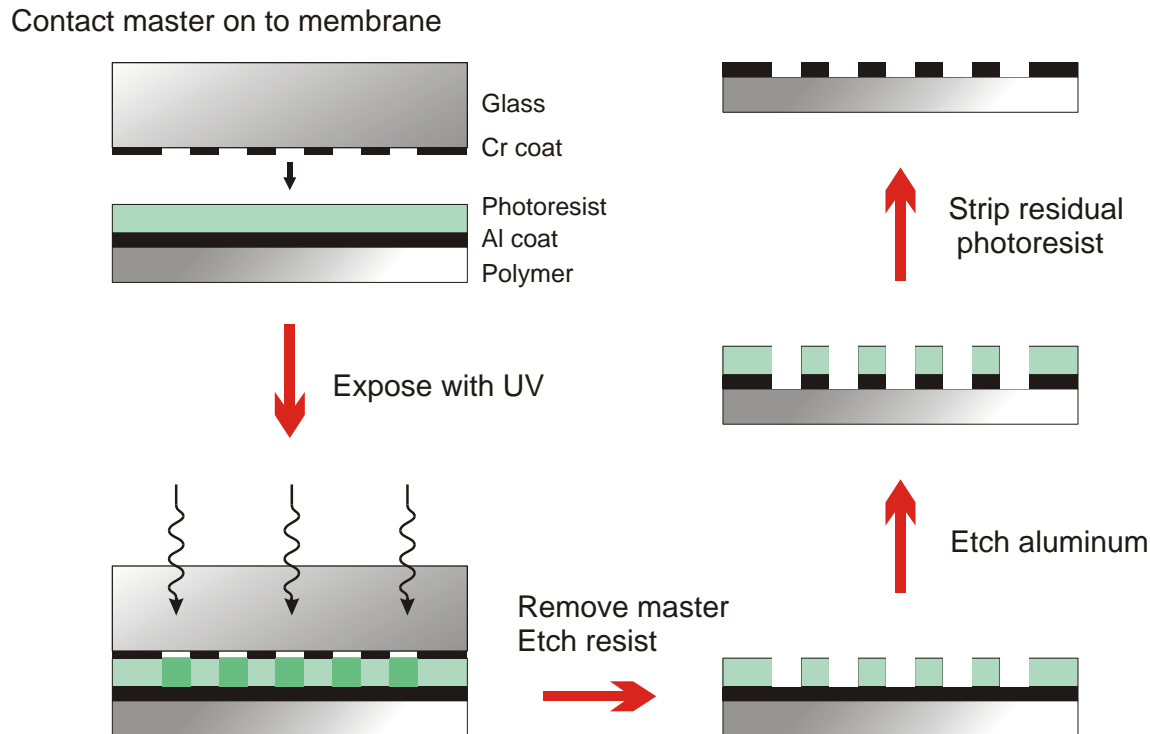 Contact master on to membrane
Glass
Cr coat
Photoresist
Al coat
Polymer
Expose with UV
Remove master
Etch resist
Etch aluminum
Strip residual
photoresist